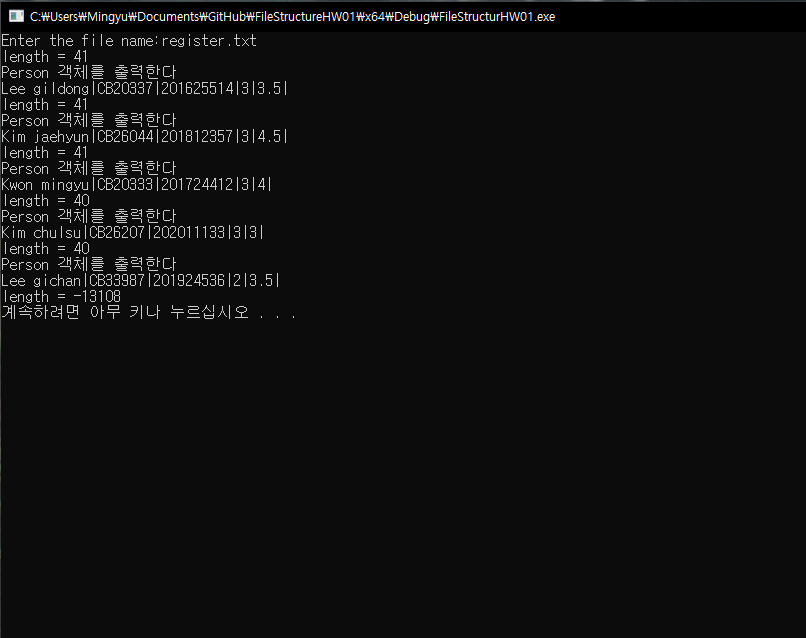 C:₩Users₩Mingyu₩Documents₩GitHub₩FileStructureHW01₩x64₩Debug₩FileStructurHW01.exe
Enter the file name:register.txt
length = 41
Person 객체를 출력한다
Lee gildong|CB20337|201625514|3|3.5|
length = 41
Person 객체를 출력한다
Kim jaehyun|CB26044|201812357|3|4.5|
length = 41
Person 객체를 출력한다
Kwon mingyu|CB20333|201724412|3|4|
length = 40
Person 객체를 출력한다
Kim chulsu|CB26207|202011133|3|3|
length = 40
Person 객체를 출력한다
Lee gichan|CB33987|201924536|2|3.5|
length = -13108
계속하려면 아무 키나 누르십시오 . . .